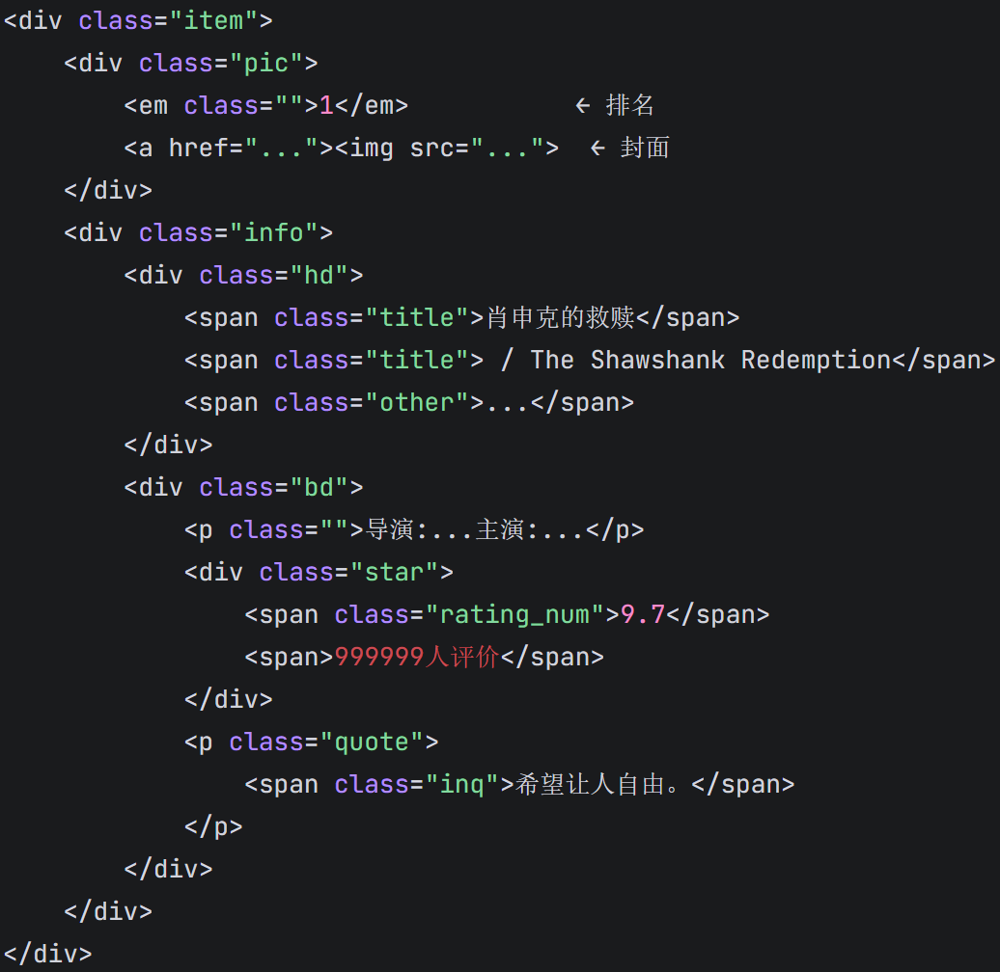 <div class="item">
    <div class="pic">
        <em class="">1</em>           ← 排名
        <a href="..."><img src="...">  ← 封面
    </div>
    <div class="info">
        <div class="hd">
            <span class="title">肖申克的救赎</span>
            <span class="title"> / The Shawshank Redemption</span>
            <span class="other">...</span>
        </div>
        <div class="bd">
            <p class="">导演:...主演:...</p>
            <div class="star">
                <span class="rating_num">9.7</span>
                <span>999999人评价</span>
            </div>
            <p class="quote">
                <span class="inq">希望让人自由。</span>
            </p>
        </div>
    </div>
</div>